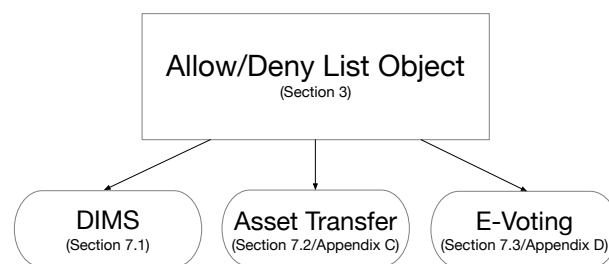 Allow/Deny List Object
(Section 3)
DIMS
(Section 7.1)
Asset Transfer
(Section 7.2/Appendix C)
E-Voting
(Section 7.3/Appendix D)